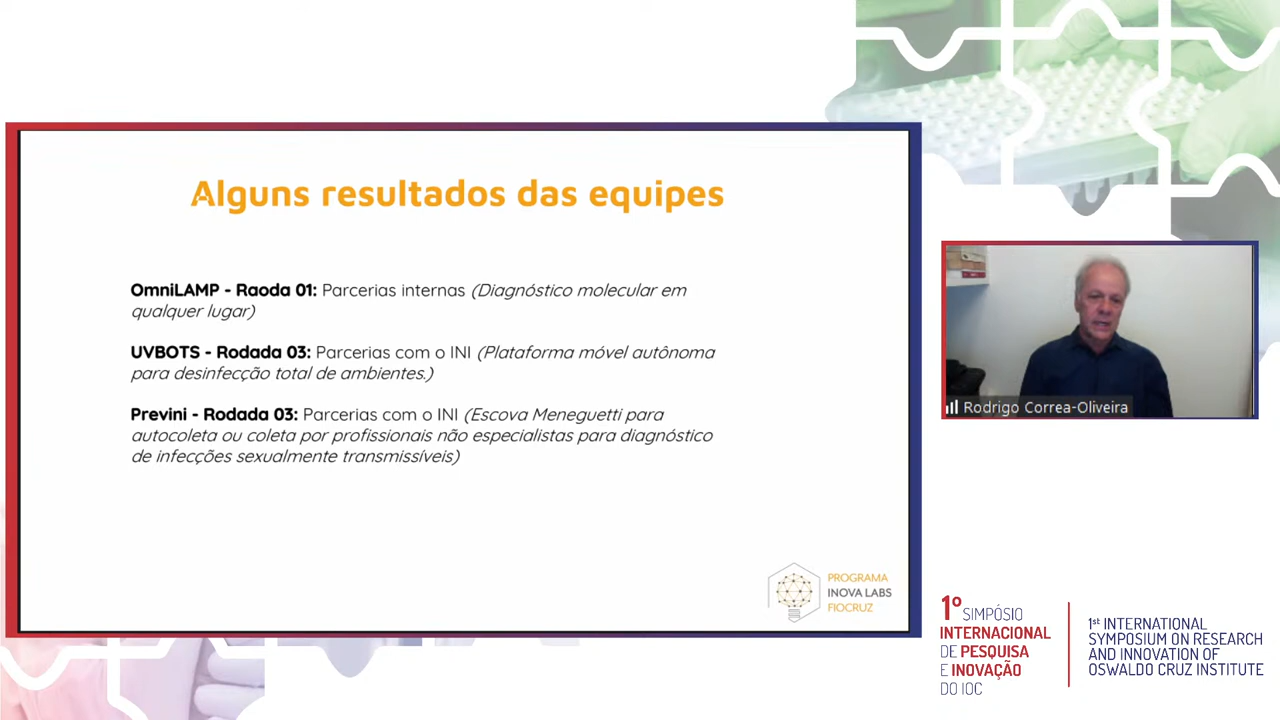 Alguns resultados das equipes
OmniLAMP - Raoda 01: Parcerias internas (Diagnóstico molecular em
qualquer lugar)
UVBOTS - Rodada 03: Parcerias com o INI (Plataforma móvel autônoma
para desinfecção total de ambientes.)
Previni - Rodada 03: Parcerias com o INI (Escova Meneguetti para
autocoleta ou coleta por profissionais não especialistas para diagnóstico
de infecções sexualmente transmissíveis)
PROGRAMA
INOVA LABS
FIOCRUZ
Rodrigo Correa-Oliveira
1º SIMPÓSIO
INTERNACIONAL
DE PESQUISA
E INOVAÇÃO
DO IOC
1st INTERNATIONAL
SYMPOSIUM ON RESEARCH
AND INNOVATION OF
OSWALDO CRUZ INSTITUTE